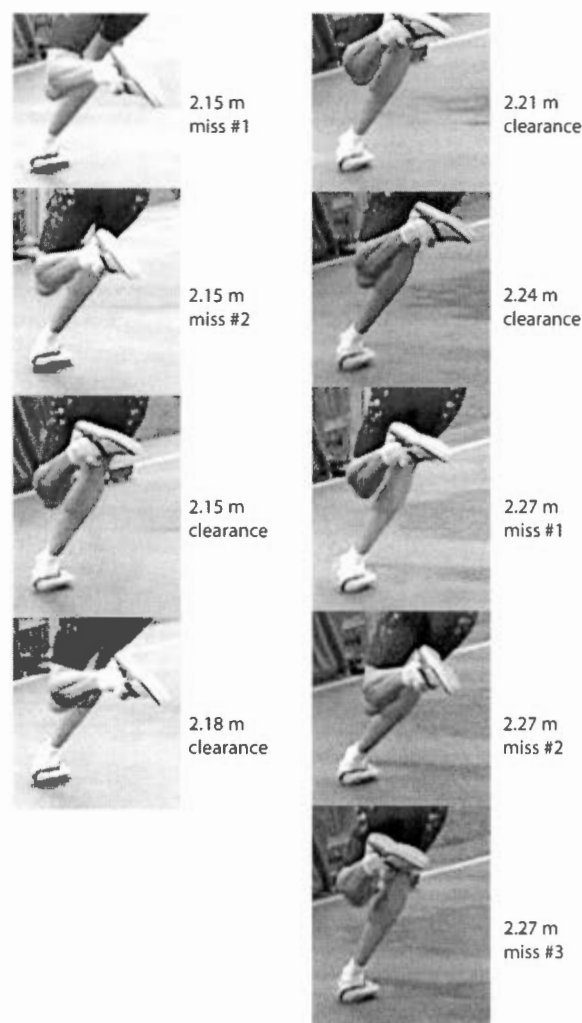 2.15 m
miss #1
2.15 m
miss #2
2.15 m
clearance
2.18 m
clearance
2.21 m
clearance
2.24 m
clearance
2.27 m
miss #1
2.27 m
miss #2
2.27 m
miss #3